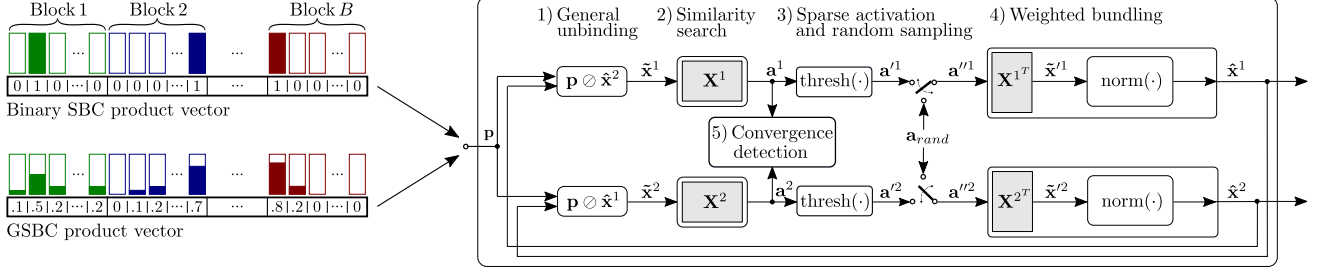 Block 1 Block 2 Block B
... ... ... ...
0 | 1 | 0 |···| 0 0 | 0 | 0 |···| 1 ... 1 | 0 | 0 |···| 0
Binary SBC product vector
... ... ... ...
.1|.5|.2|···|.2 0 |.1|.2|···|.7 ... .8|.2| 0 |···| 0
GSBC product vector
p
1) General
unbinding
2) Similarity
search
3) Sparse activation
and random sampling
4) Weighted bundling
p ⊘ x̂² x̃¹ X¹ a¹ thresh(·) a′¹ a″¹ X¹ᵀ x̃′¹ norm(·) x̂¹
5) Convergence
detection
a_rand
p ⊘ x̂¹ x̃² X² a² thresh(·) a′² a″² X²ᵀ x̃′² norm(·) x̂²